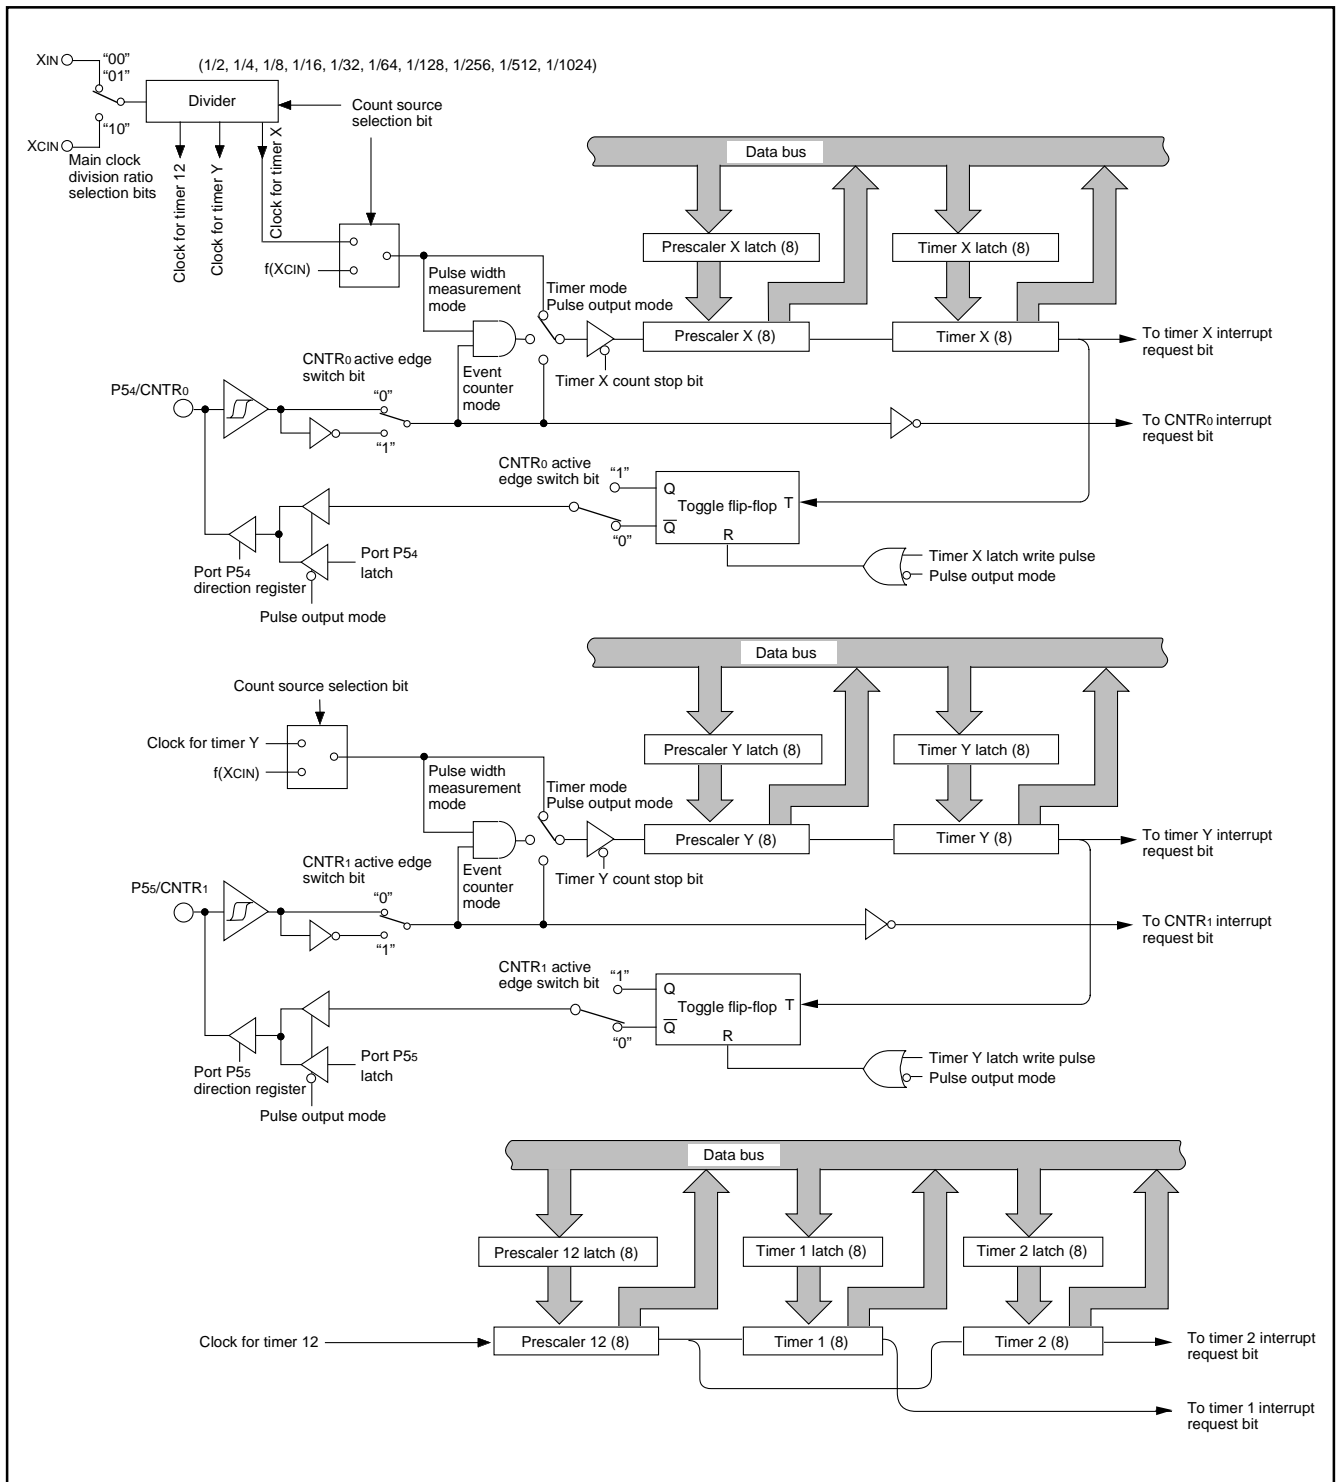 XIN
“00”
“01”
(1/2, 1/4, 1/8, 1/16, 1/32, 1/64, 1/128, 1/256, 1/512, 1/1024)
Divider
Count source
selection bit
“10”
XCIN
Main clock
division ratio
selection bits
Clock for timer 12
Clock for timer Y
Clock for timer X
Data bus
Prescaler X latch (8)
Timer X latch (8)
f(XCIN)
Pulse width
measurement
mode
Timer mode
Pulse output mode
Prescaler X (8)
Timer X (8)
To timer X interrupt
request bit
CNTR0 active edge
switch bit
Event
counter
mode
Timer X count stop bit
P54/CNTR0
“0”
“1”
To CNTR0 interrupt
request bit
CNTR0 active
edge switch bit
“1”
Q
Toggle flip-flop
T
Q
R
“0”
Port P54
latch
Port P54
direction register
Pulse output mode
Timer X latch write pulse
Pulse output mode
Data bus
Count source selection bit
Clock for timer Y
f(XCIN)
Prescaler Y latch (8)
Timer Y latch (8)
Pulse width
measurement
mode
Timer mode
Pulse output mode
Prescaler Y (8)
Timer Y (8)
To timer Y interrupt
request bit
CNTR1 active edge
switch bit
Event
counter
mode
Timer Y count stop bit
P55/CNTR1
“0”
“1”
To CNTR1 interrupt
request bit
CNTR1 active
edge switch bit
“1”
Q
Toggle flip-flop
T
Q
R
“0”
Port P55
latch
Port P55
direction register
Pulse output mode
Timer Y latch write pulse
Pulse output mode
Data bus
Prescaler 12 latch (8)
Timer 1 latch (8)
Timer 2 latch (8)
Clock for timer 12
Prescaler 12 (8)
Timer 1 (8)
Timer 2 (8)
To timer 2 interrupt
request bit
To timer 1 interrupt
request bit